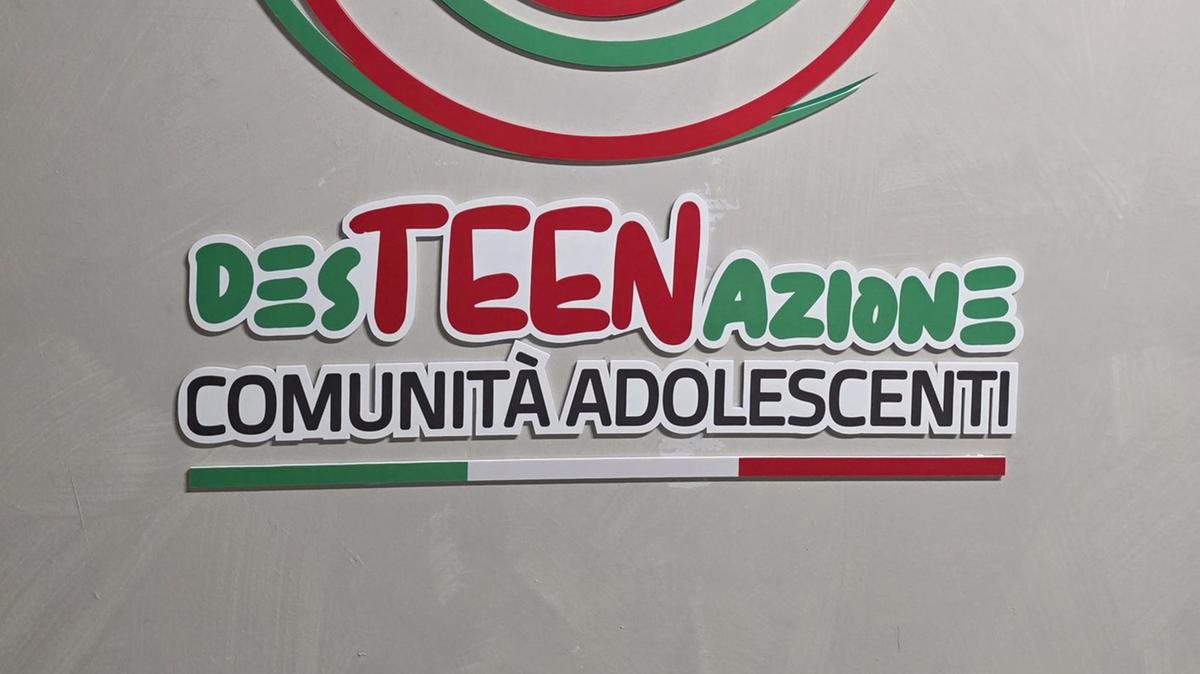 DESTEENAZIONE
COMUNITÀ ADOLESCENTI